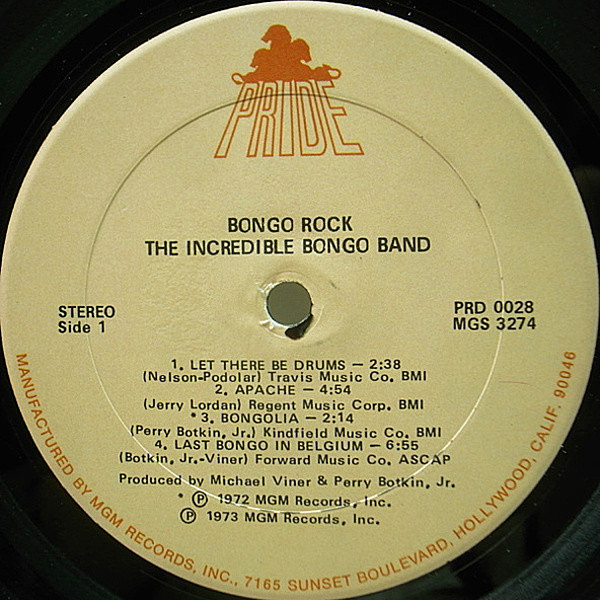 PRIDE
BONGO ROCK
THE INCREDIBLE BONGO BAND
STEREO
Side 1
PRD 0028
MGS 3274
1. LET THERE BE DRUMS — 2:38
(Nelson-Podolar) Travis Music Co. BMI
2. APACHE — 4:54
(Jerry Lordan) Regent Music Corp. BMI
* 3. BONGOLIA — 2:14
(Perry Botkin, Jr.) Kindfield Music Co. BMI
4. LAST BONGO IN BELGIUM — 6:55
(Botkin, Jr.-Viner) Forward Music Co. ASCAP
Produced by Michael Viner & Perry Botkin, Jr.
* ℗ 1972 MGM Records, Inc.
℗ 1973 MGM Records, Inc.
MANUFACTURED BY MGM RECORDS, INC., 7165 SUNSET BOULEVARD, HOLLYWOOD, CALIF. 90046